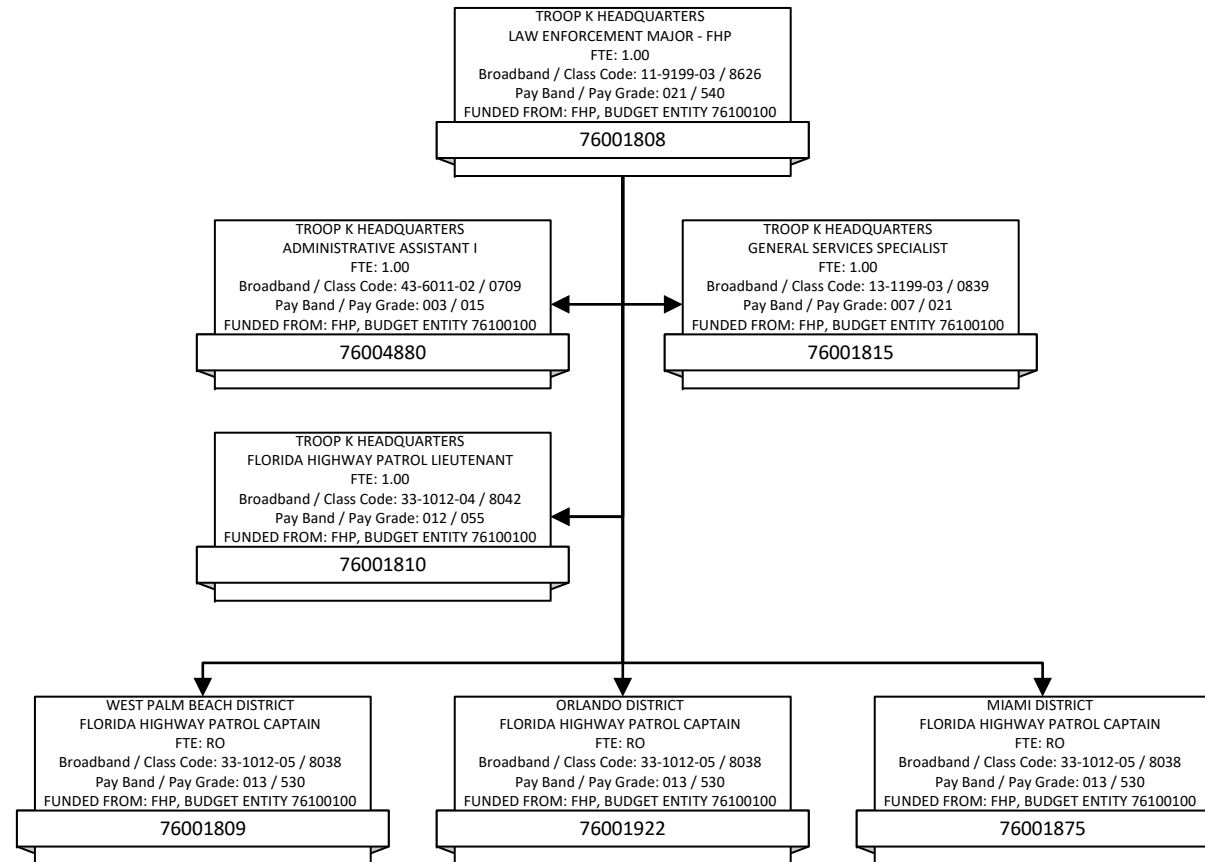 TROOP K HEADQUARTERS
LAW ENFORCEMENT MAJOR - FHP
FTE: 1.00
Broadband / Class Code: 11-9199-03 / 8626
Pay Band / Pay Grade: 021 / 540
FUNDED FROM: FHP, BUDGET ENTITY 76100100
76001808
TROOP K HEADQUARTERS
ADMINISTRATIVE ASSISTANT I
FTE: 1.00
Broadband / Class Code: 43-6011-02 / 0709
Pay Band / Pay Grade: 003 / 015
FUNDED FROM: FHP, BUDGET ENTITY 76100100
76004880
TROOP K HEADQUARTERS
GENERAL SERVICES SPECIALIST
FTE: 1.00
Broadband / Class Code: 13-1199-03 / 0839
Pay Band / Pay Grade: 007 / 021
FUNDED FROM: FHP, BUDGET ENTITY 76100100
76001815
TROOP K HEADQUARTERS
FLORIDA HIGHWAY PATROL LIEUTENANT
FTE: 1.00
Broadband / Class Code: 33-1012-04 / 8042
Pay Band / Pay Grade: 012 / 055
FUNDED FROM: FHP, BUDGET ENTITY 76100100
76001810
WEST PALM BEACH DISTRICT
FLORIDA HIGHWAY PATROL CAPTAIN
FTE: RO
Broadband / Class Code: 33-1012-05 / 8038
Pay Band / Pay Grade: 013 / 530
FUNDED FROM: FHP, BUDGET ENTITY 76100100
76001809
ORLANDO DISTRICT
FLORIDA HIGHWAY PATROL CAPTAIN
FTE: RO
Broadband / Class Code: 33-1012-05 / 8038
Pay Band / Pay Grade: 013 / 530
FUNDED FROM: FHP, BUDGET ENTITY 76100100
76001922
MIAMI DISTRICT
FLORIDA HIGHWAY PATROL CAPTAIN
FTE: RO
Broadband / Class Code: 33-1012-05 / 8038
Pay Band / Pay Grade: 013 / 530
FUNDED FROM: FHP, BUDGET ENTITY 76100100
76001875